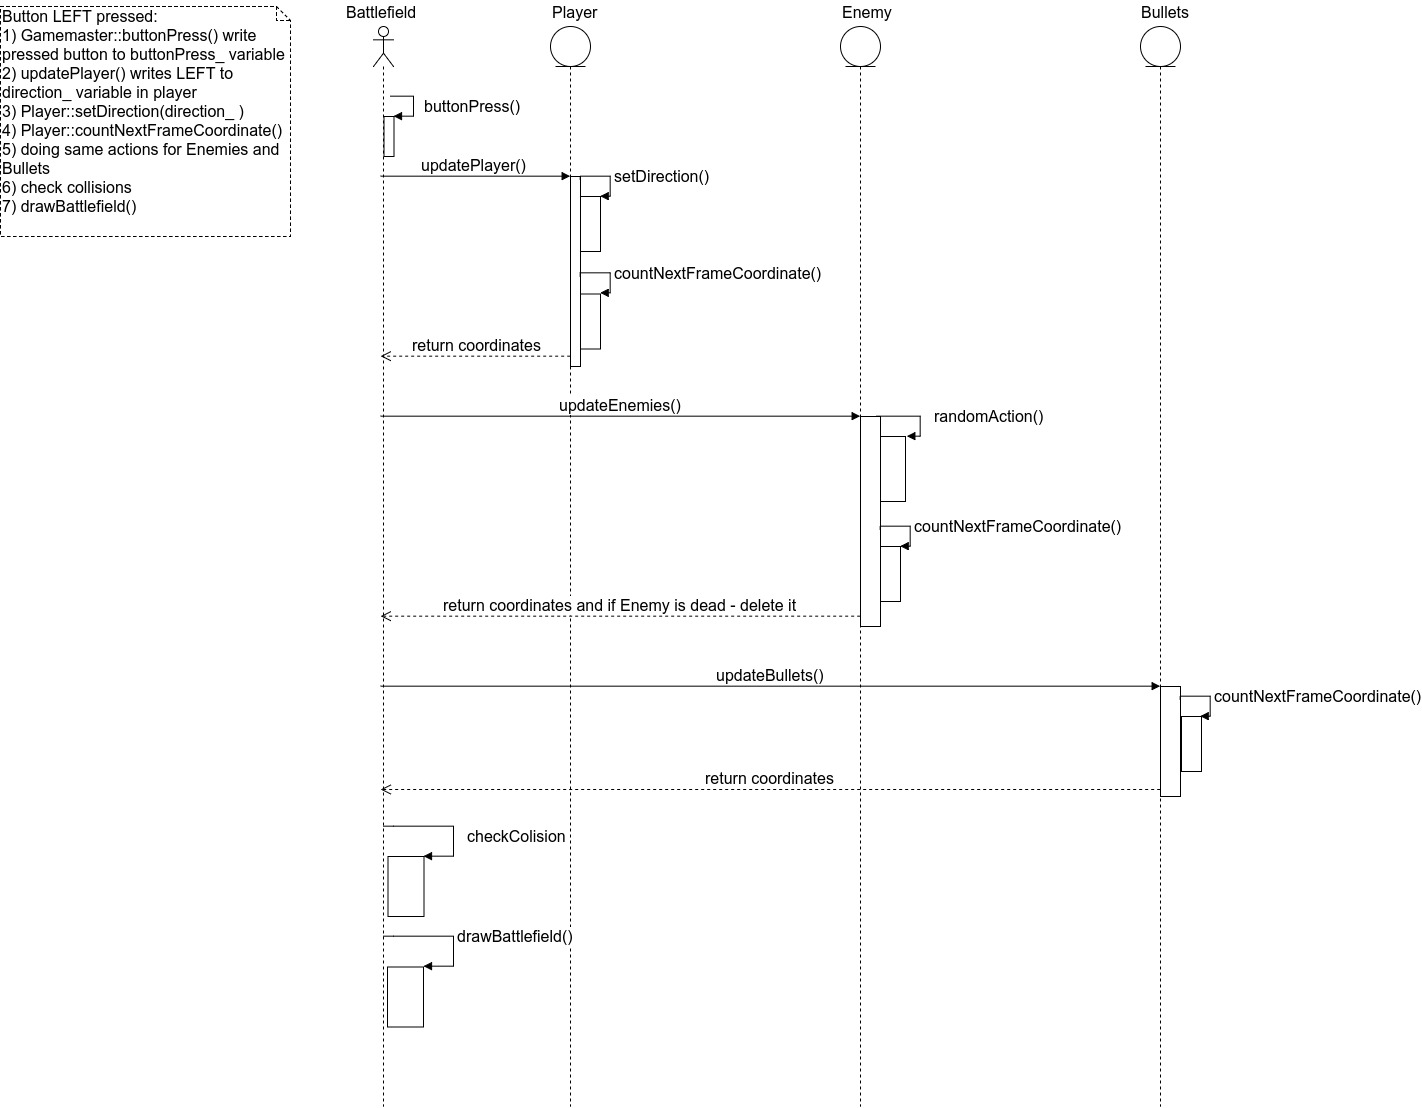 Button LEFT pressed:
1) Gamemaster::buttonPress() write
pressed button to buttonPress_ variable
2) updatePlayer() writes LEFT to
direction_ variable in player
3) Player::setDirection(direction_ )
4) Player::countNextFrameCoordinate()
5) doing same actions for Enemies and
Bullets
6) check collisions
7) drawBattlefield()
Battlefield
Player
Enemy
Bullets
buttonPress()
updatePlayer()
setDirection()
countNextFrameCoordinate()
return coordinates
updateEnemies()
randomAction()
countNextFrameCoordinate()
return coordinates and if Enemy is dead - delete it
updateBullets()
countNextFrameCoordinate()
return coordinates
checkColision
drawBattlefield()